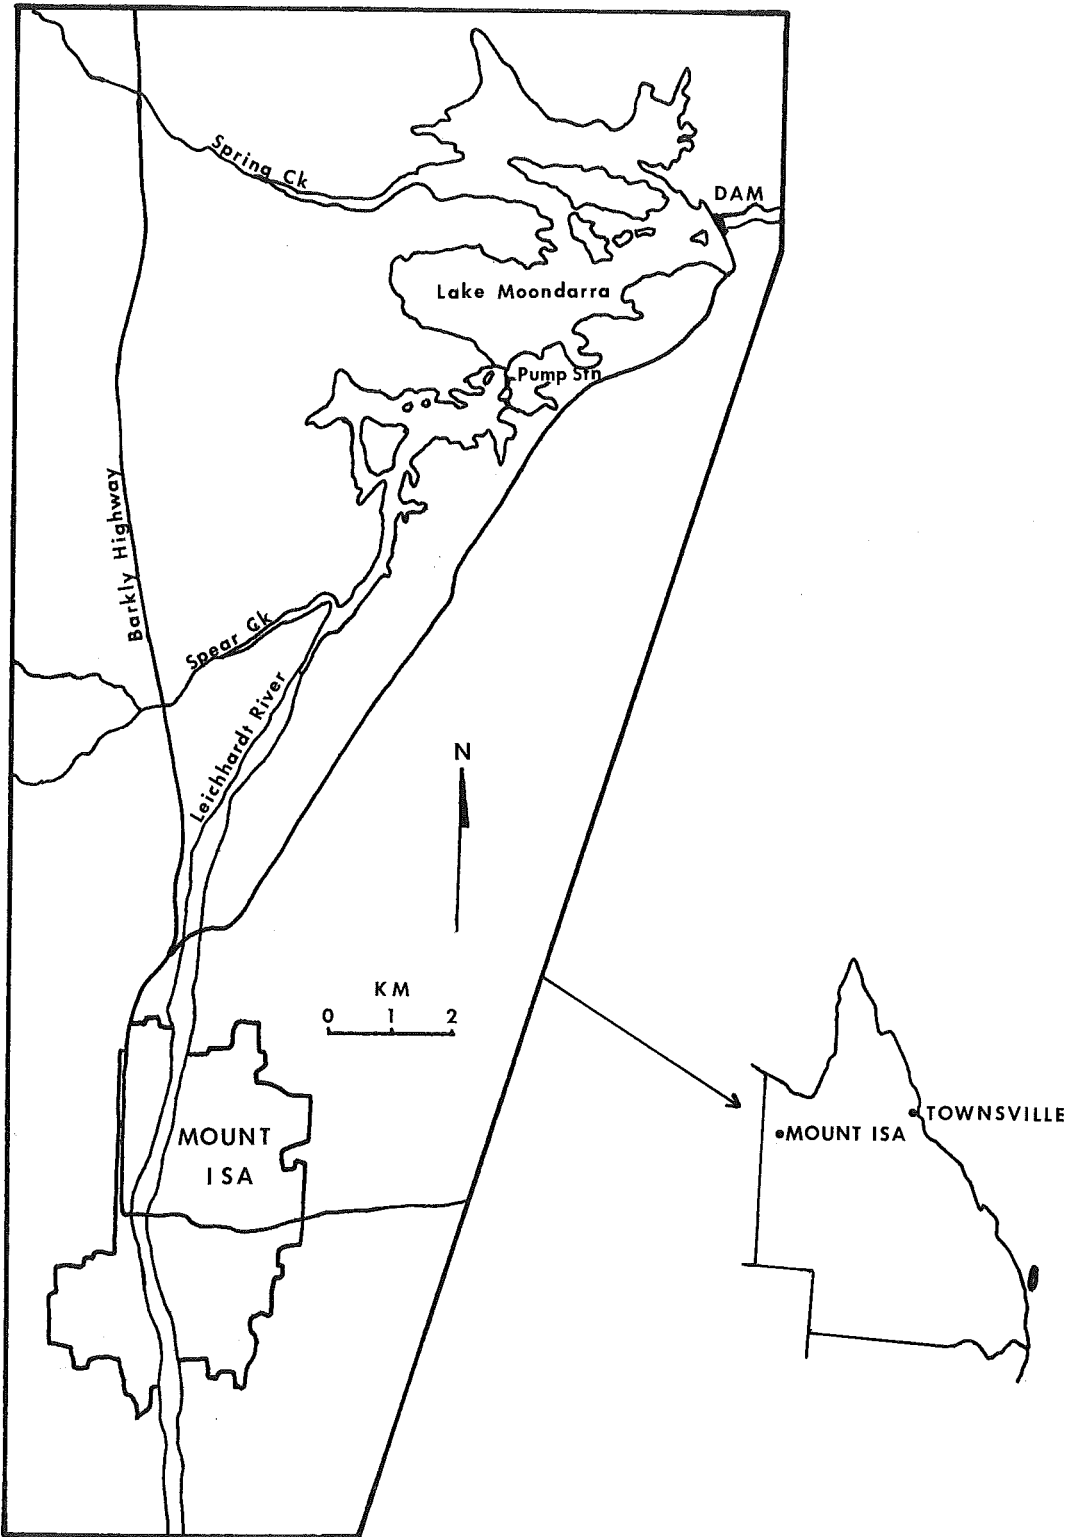 Spring Ck
DAM
Lake Moondarra
Pump Stn
Barkly Highway
Spear Ck
Leichhardt River
N
KM
0 1 2
MOUNT
ISA
TOWNSVILLE
MOUNT ISA